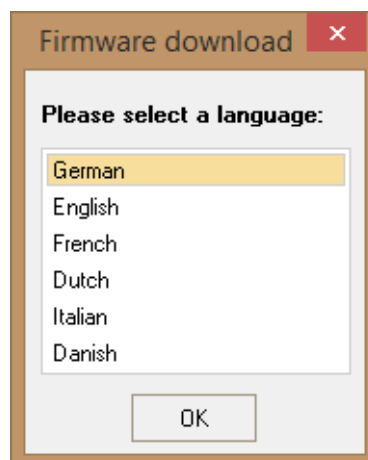 Firmware download
Please select a language:
German
English
French
Dutch
Italian
Danish
OK